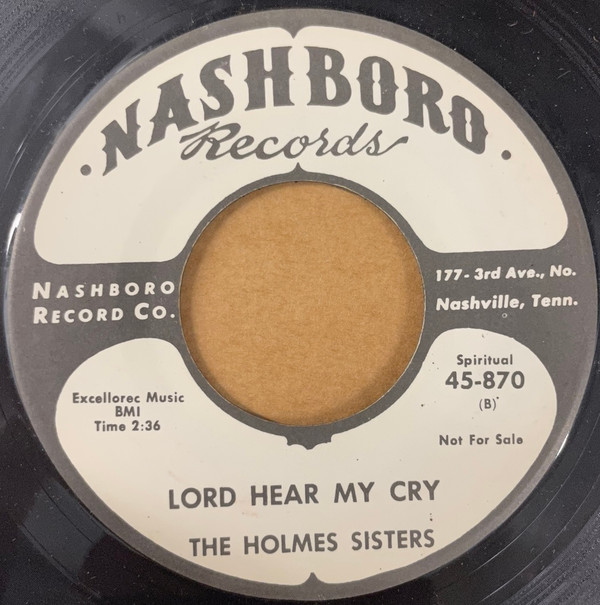 NASHBORO
Records
NASHBORO
RECORD CO.
177-3rd Ave., No.
Nashville, Tenn.
Excellorec Music
BMI
Time 2:36
Spiritual
45-870
(B)
Not For Sale
LORD HEAR MY CRY
THE HOLMES SISTERS